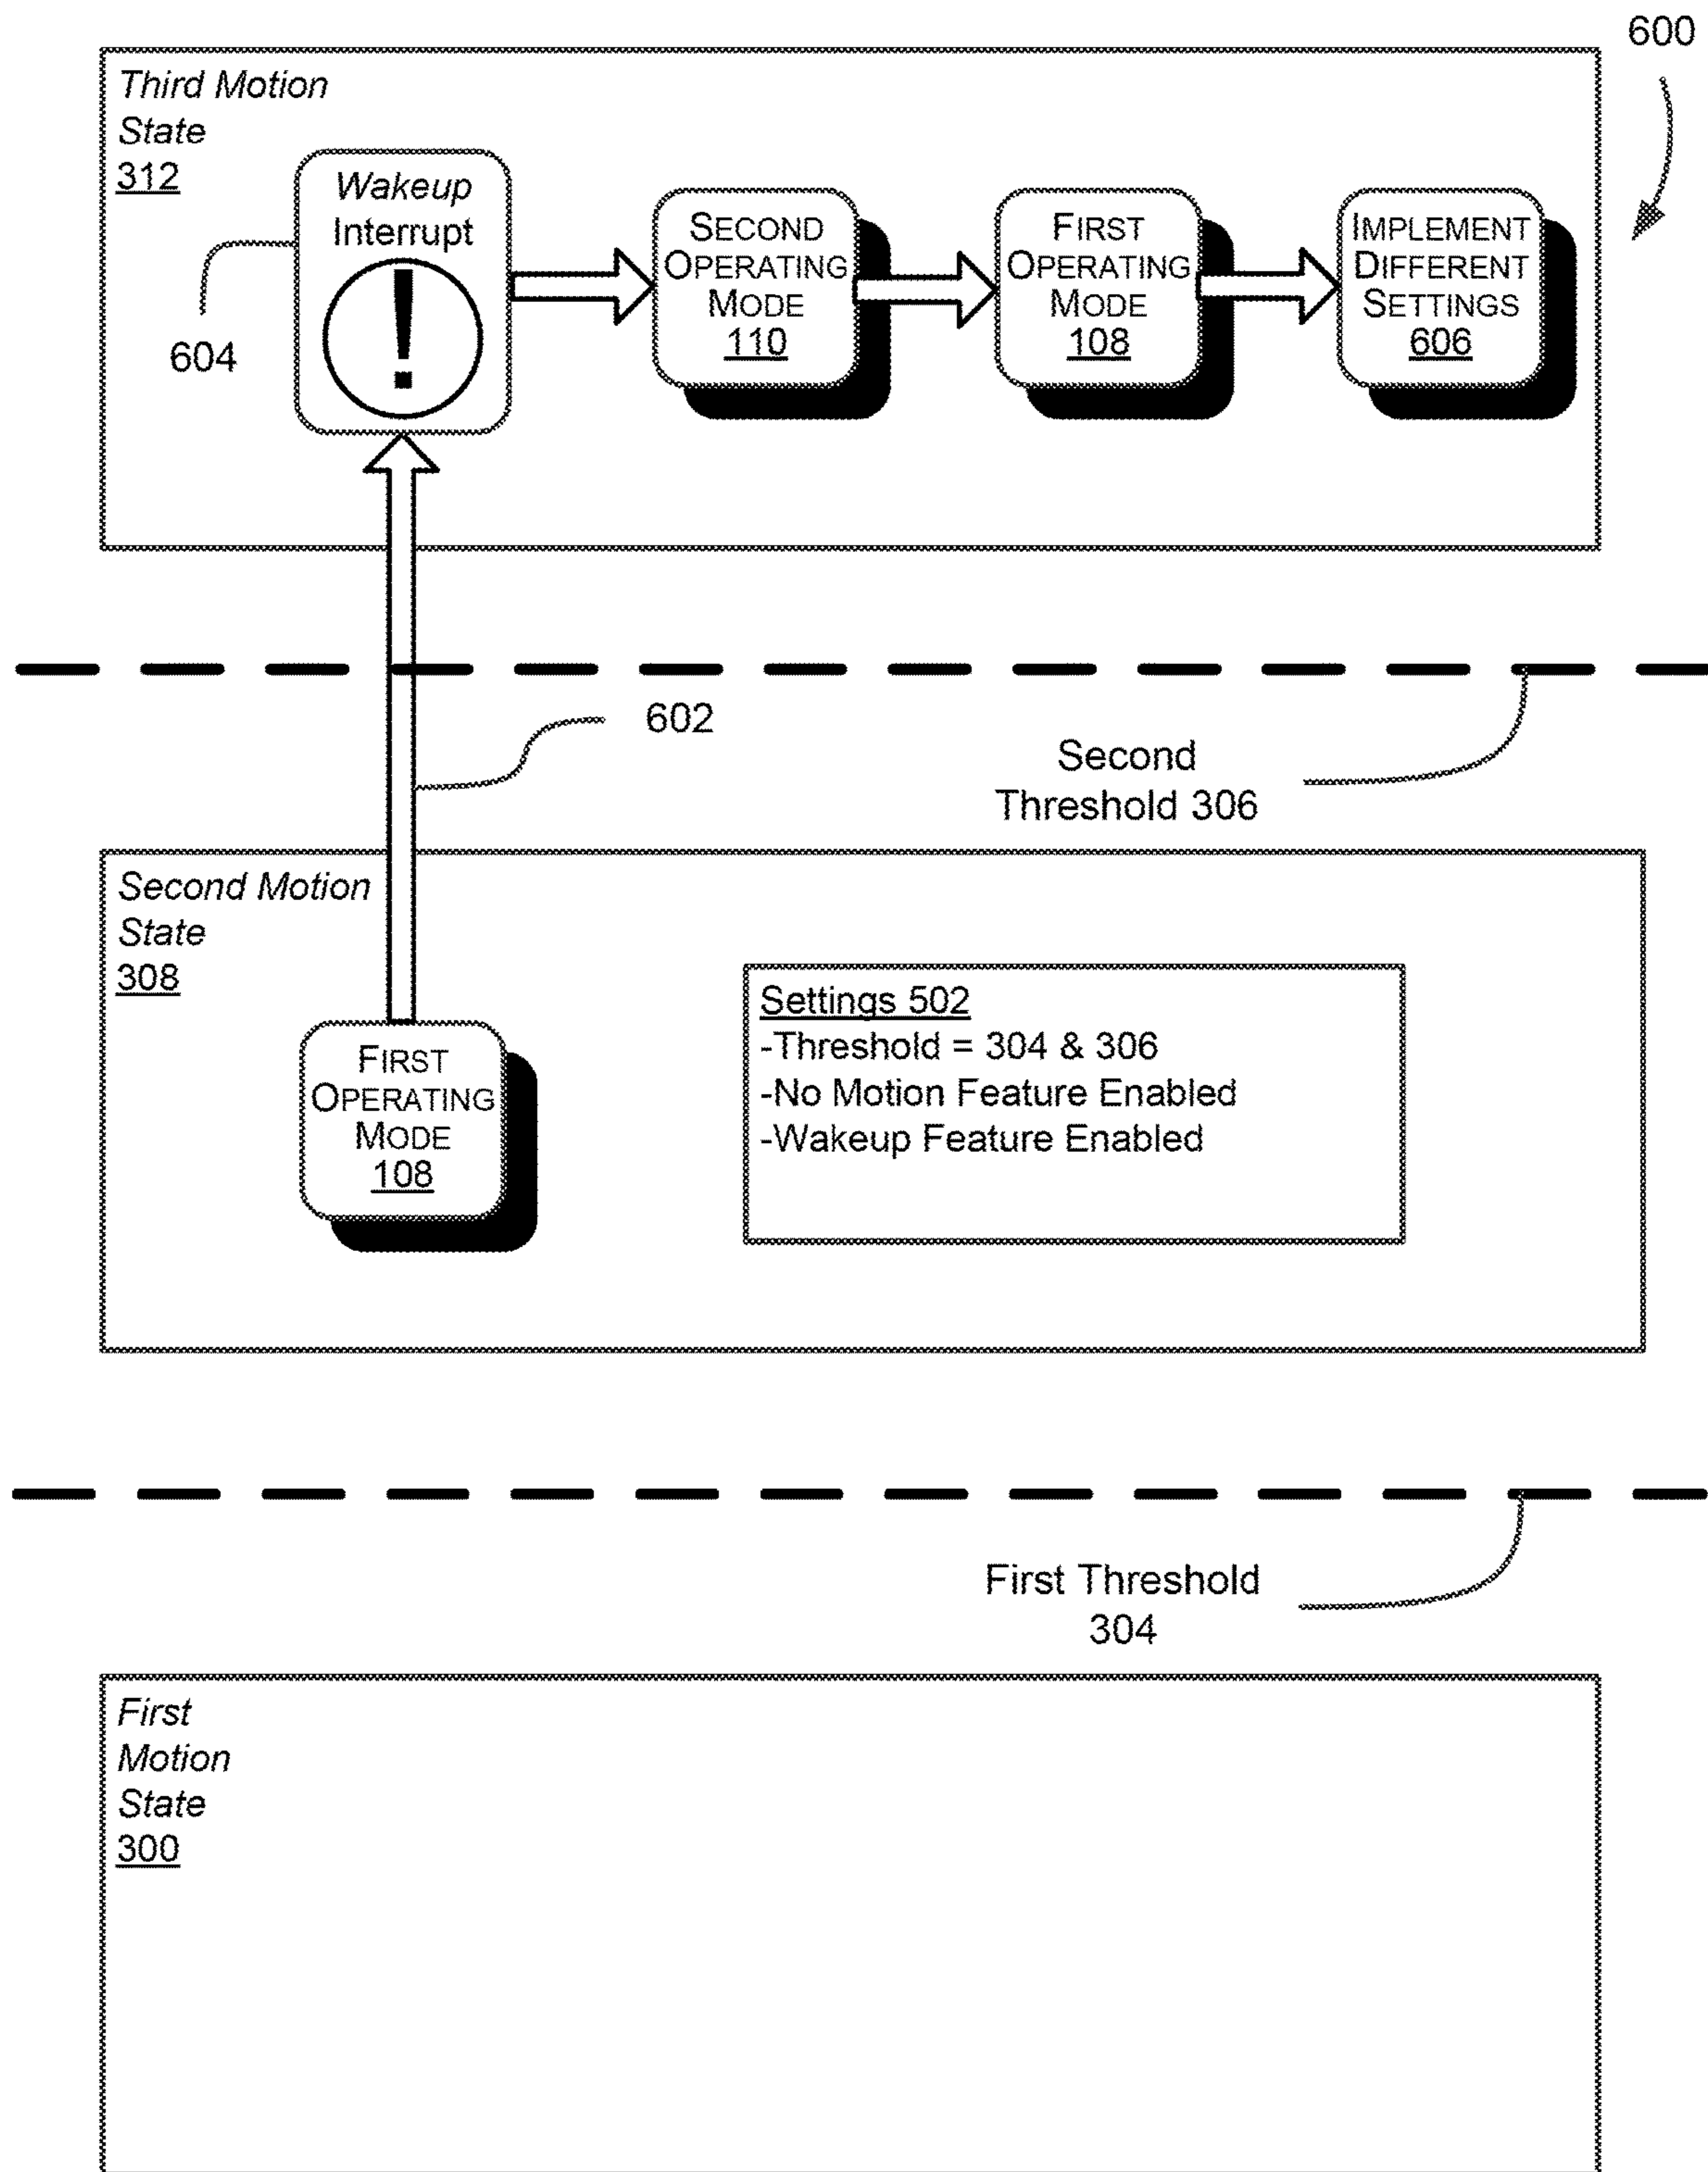 600
Third Motion
State
312
Wakeup
Interrupt
!
604
SECOND
OPERATING
MODE
110
FIRST
OPERATING
MODE
108
IMPLEMENT
DIFFERENT
SETTINGS
606
602
Second
Threshold 306
Second Motion
State
308
FIRST
OPERATING
MODE
108
Settings 502
-Threshold = 304 & 306
-No Motion Feature Enabled
-Wakeup Feature Enabled
First Threshold
304
First
Motion
State
300